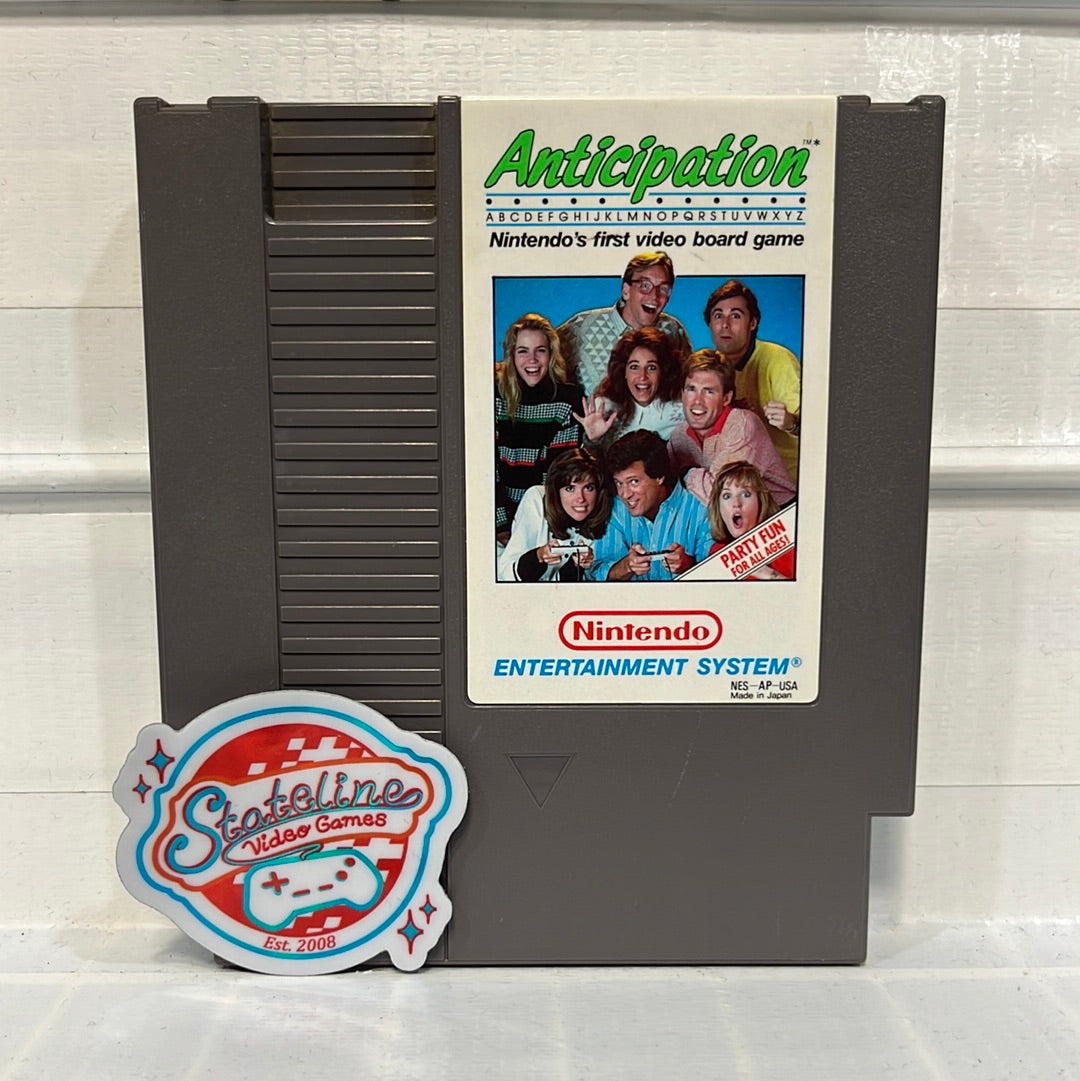 Anticipation™*
ABCDEFGHIJKLMNOPQRSTUVWXYZ
Nintendo's first video board game
PARTY FUN
FOR ALL AGES!
Nintendo
ENTERTAINMENT SYSTEM®
NES-AP-USA
Made in Japan
Stateline
Video Games
Est. 2008